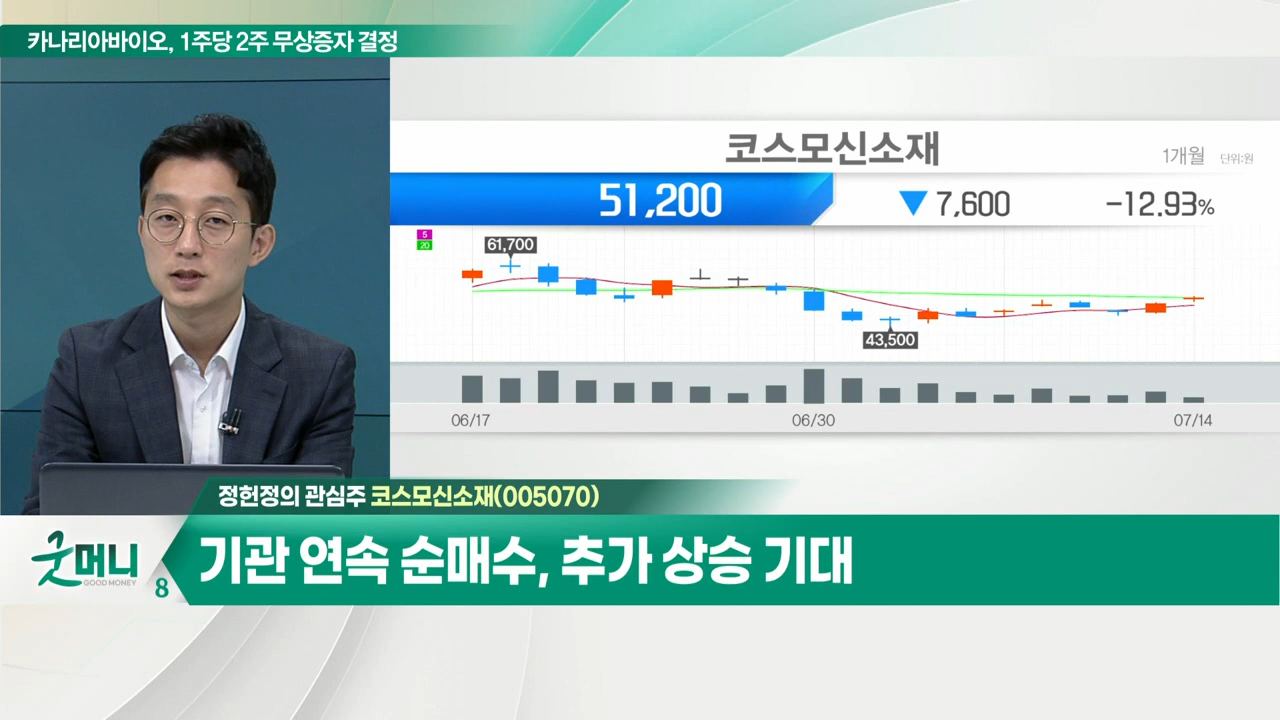 카나리아바이오, 1주당 2주 무상증자 결정
코스모신소재
1개월 단위:원
51,200 ▼ 7,600 -12.93%
5
20
61,700
43,500
06/17 06/30 07/14
정헌정의 관심주 코스모신소재(005070)
굿머니
GOOD MONEY
8
기관 연속 순매수, 추가 상승 기대